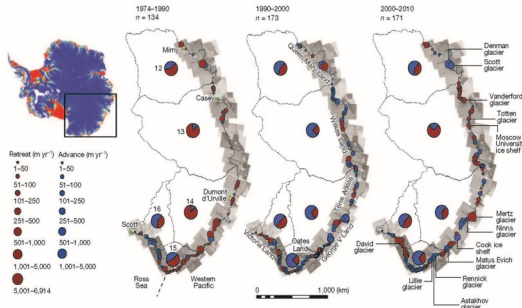 1974–1990
n = 134
1990–2000
n = 173
2000–2010
n = 171
Mirny
12
Casey
13
Dumont
d'Urville
14
16
Scott
15
Ross
Sea
Western
Pacific
Queen Mary Land
Wilkes Land
Terre Adélie
George V Land
Oates
Land
Victoria Land
0
1,000 (km)
Denman
glacier
Scott
glacier
Vanderford
glacier
Totten
glacier
Moscow
University
ice shelf
Mertz
glacier
Ninnis
glacier
Cook ice
shelf
Matus Evich
glacier
Rennick
glacier
Astakhov
glacier
Lillie
glacier
David
glacier
Retreat (m yr⁻¹)
1–50
51–100
101–250
251–500
501–1,000
1,001–5,000
5,001–6,914
Advance (m yr⁻¹)
1–50
51–100
101–250
251–500
501–1,000
1,001–5,000